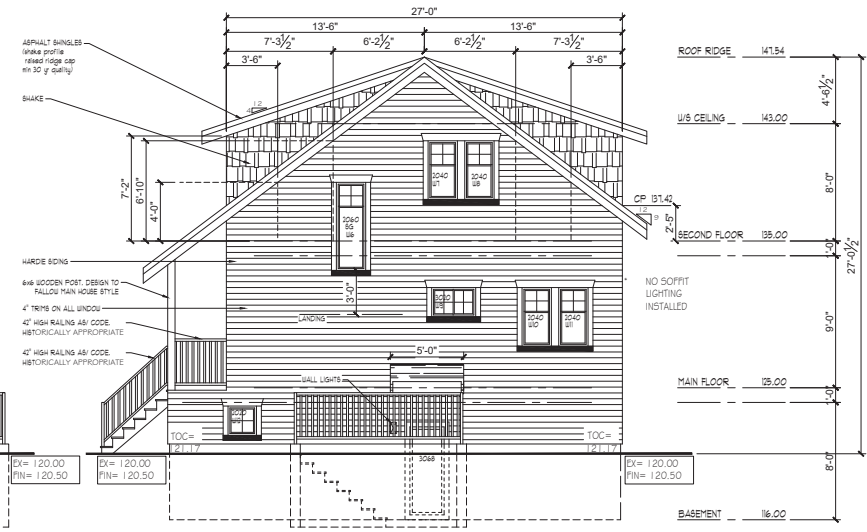 27'-0"
13'-6" 13'-6"
7'-3½" 6'-2½" 6'-2½" 7'-3½"
3'-6" 3'-6"
ASPHALT SHINGLES
(shake profile
raised ridge cap
min 30 yr quality)
SHAKE
12
4
7'-2"
6'-10"
4'-0"
HARDIE SIDING
6x6 WOODEN POST. DESIGN TO
FALLOW MAIN HOUSE STYLE
4" TRIMS ON ALL WINDOW
42" HIGH RAILING AS/ CODE.
HISTORICALLY APPROPRIATE
42" HIGH RAILING AS/ CODE.
HISTORICALLY APPROPRIATE
2040
W7
2040
W8
2060
SG
W6
3'-0"
LANDING
3020
2040
W10
2040
W11
5'-0"
WALL LIGHTS
2020
3068
TOC=
121.17
TOC=
121.17
EX= 120.00
FIN= 120.50
EX= 120.00
FIN= 120.50
EX= 120.00
FIN= 120.50
CP 137.42
12
9
2'-5"
NO SOFFIT
LIGHTING
INSTALLED
ROOF RIDGE 147.54
4'-6½"
U/S CEILING 143.00
8'-0"
SECOND FLOOR 135.00
1'-0"
27'-0½"
9'-0"
MAIN FLOOR 125.00
1'-0"
8'-0"
BASEMENT 116.00